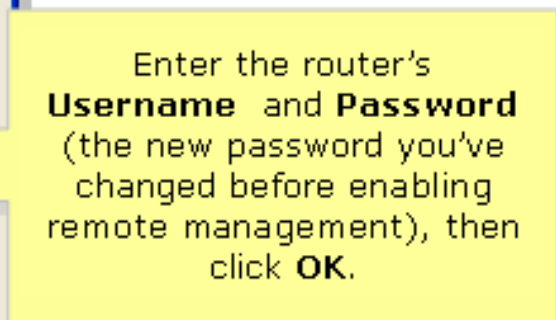 Enter the router's
Username and Password
(the new password you've
changed before enabling
remote management), then
click OK.